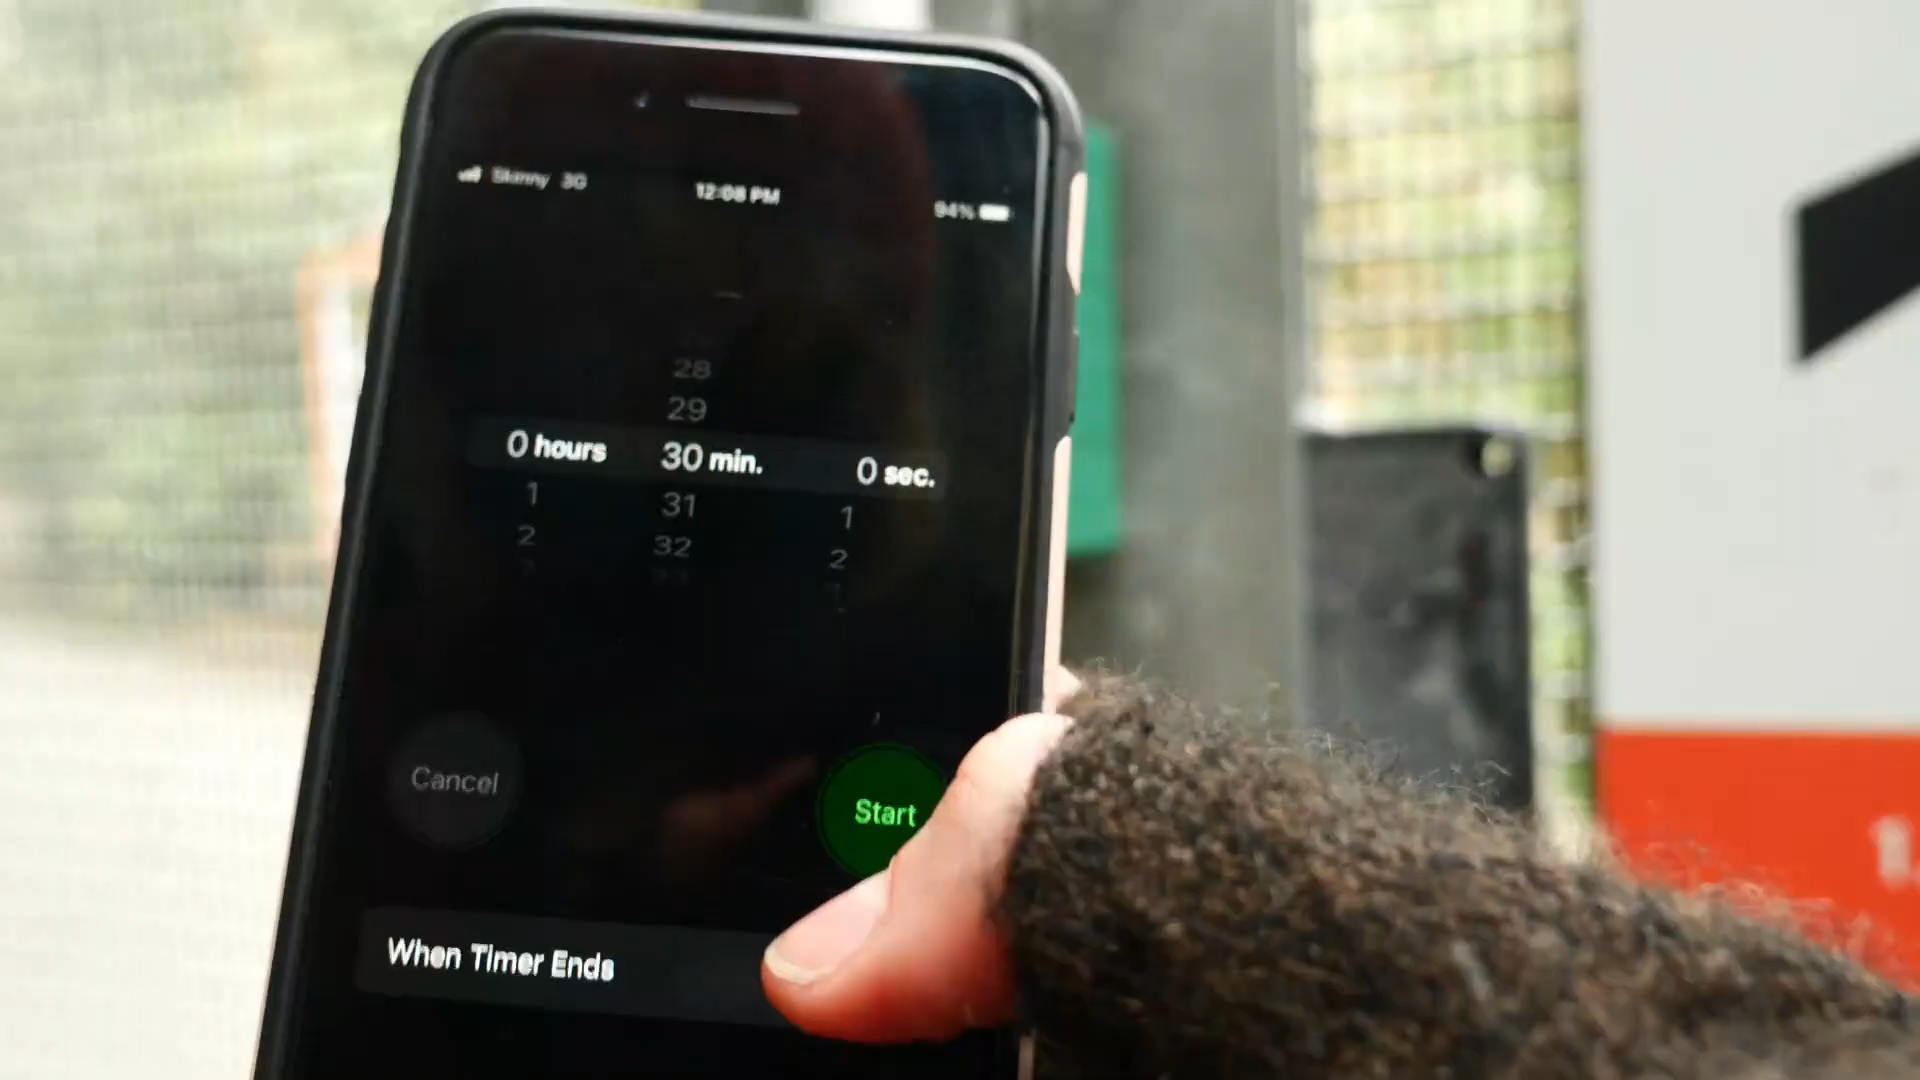 Skinny 3G 12:08 PM 94%
28
29
0 hours 30 min. 0 sec.
1 31 1
2 32 2
Cancel Start
When Timer Ends